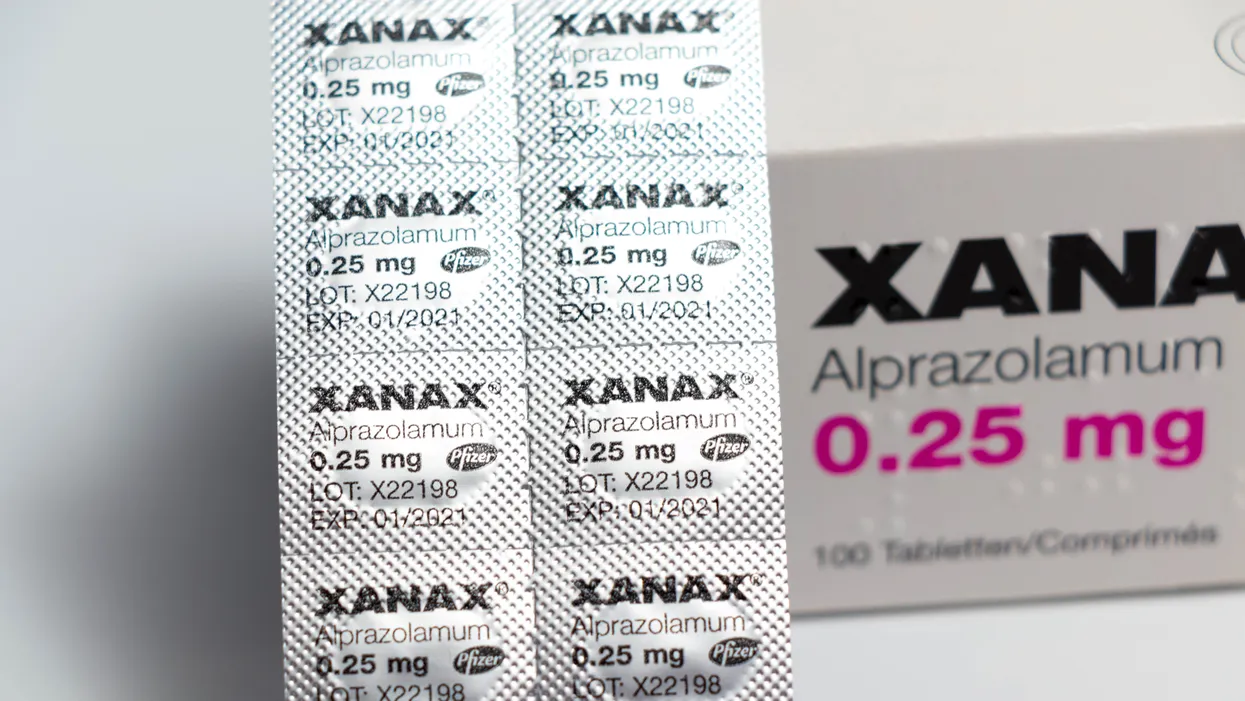 XANAX®
Alprazolamum
0.25 mg Pfizer
LOT: X22198
EXP: 01/2021
XANAX®
Alprazolamum
0.25 mg Pfizer
LOT: X22198
EXP: 01/2021
XANAX®
Alprazolamum
0.25 mg Pfizer
LOT: X22198
EXP: 01/2021
XANAX®
Alprazolamum
0.25 mg Pfizer
LOT: X22198
EXP: 01/2021
XANAX®
Alprazolamum
0.25 mg Pfizer
LOT: X22198
EXP: 01/2021
XANAX®
Alprazolamum
0.25 mg Pfizer
LOT: X22198
EXP: 01/2021
XANAX®
Alprazolamum
0.25 mg Pfizer
LOT: X22198
XANAX®
Alprazolamum
0.25 mg Pfizer
LOT: X22198
XANA
Alprazolamum
0.25 mg
100 Tabletten/Comprimés